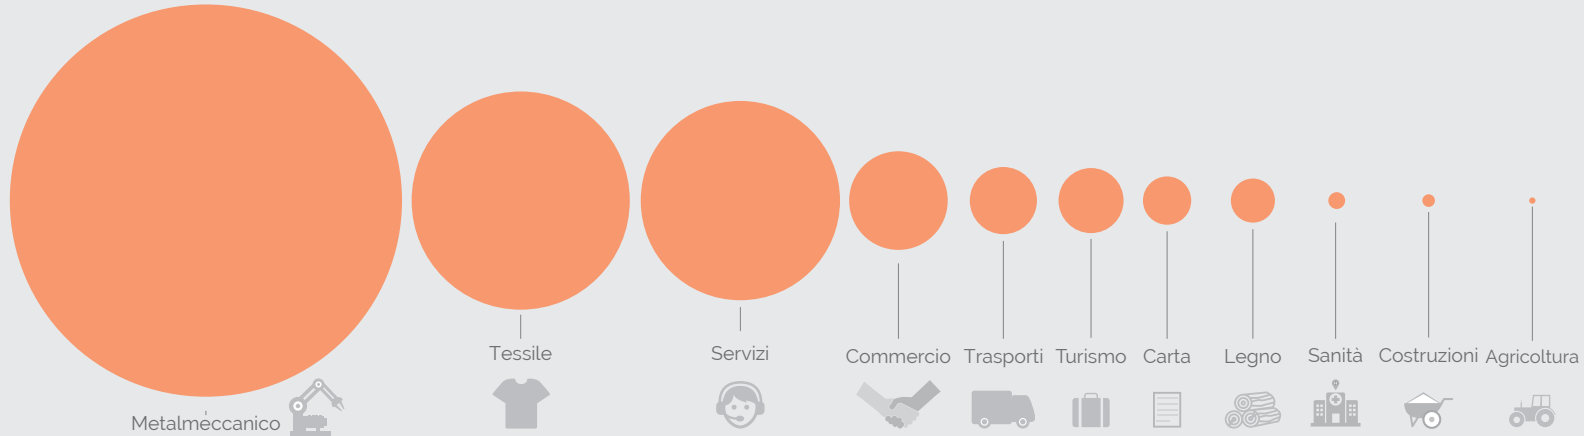 Metalmeccanico
Tessile
Servizi
Commercio
Trasporti
Turismo
Carta
Legno
Sanità
Costruzioni
Agricoltura